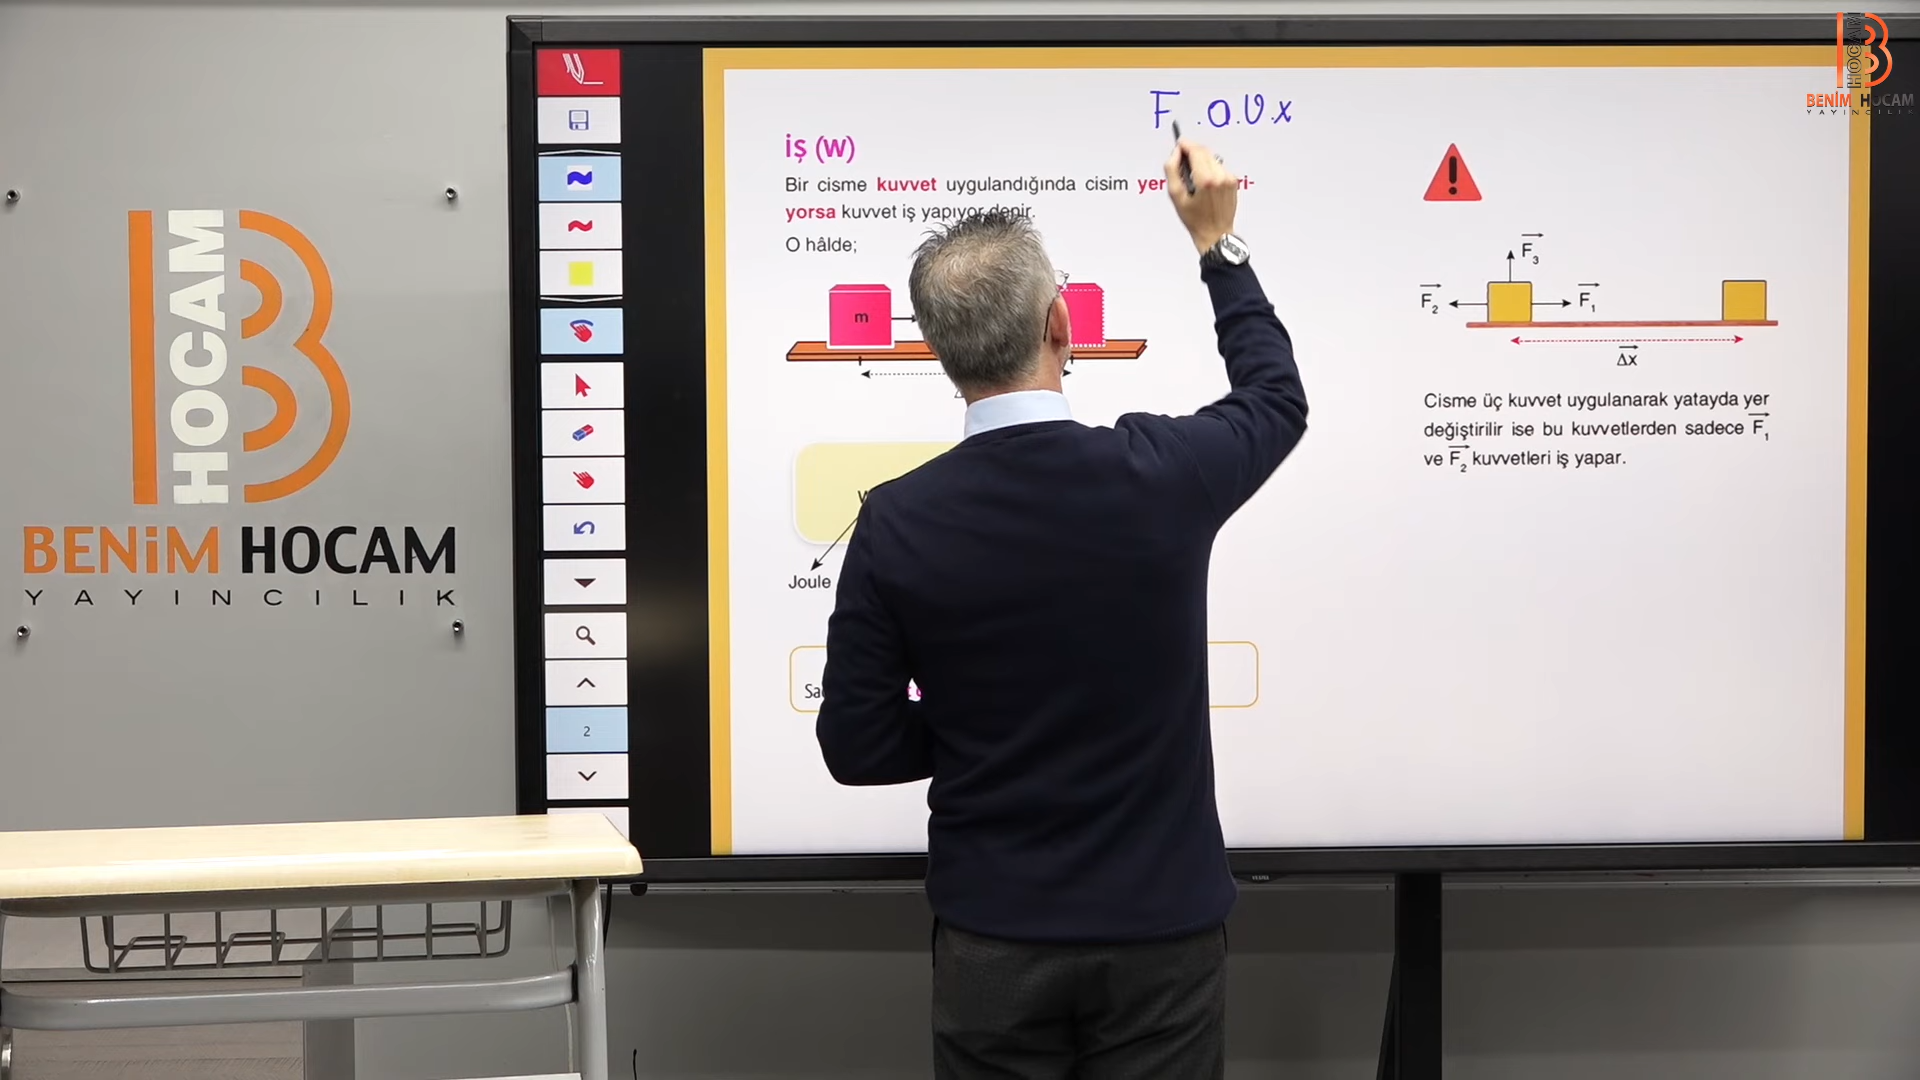 HOCAM
BENİM HOCAM
YAYINCILIK
F . a.v.x
İŞ (W)
Bir cisme kuvvet uygulandığında cisim yer
ri-
yorsa kuvvet iş yapıyor denir.
O hâlde;
m
Joule
2
F3
F2
F1
Δx
Cisme üç kuvvet uygulanarak yatayda yer
değiştirilir ise bu kuvvetlerden sadece F1
ve F2 kuvvetleri iş yapar.
HOCAM
BENİM HOCAM
YAYINCILIK